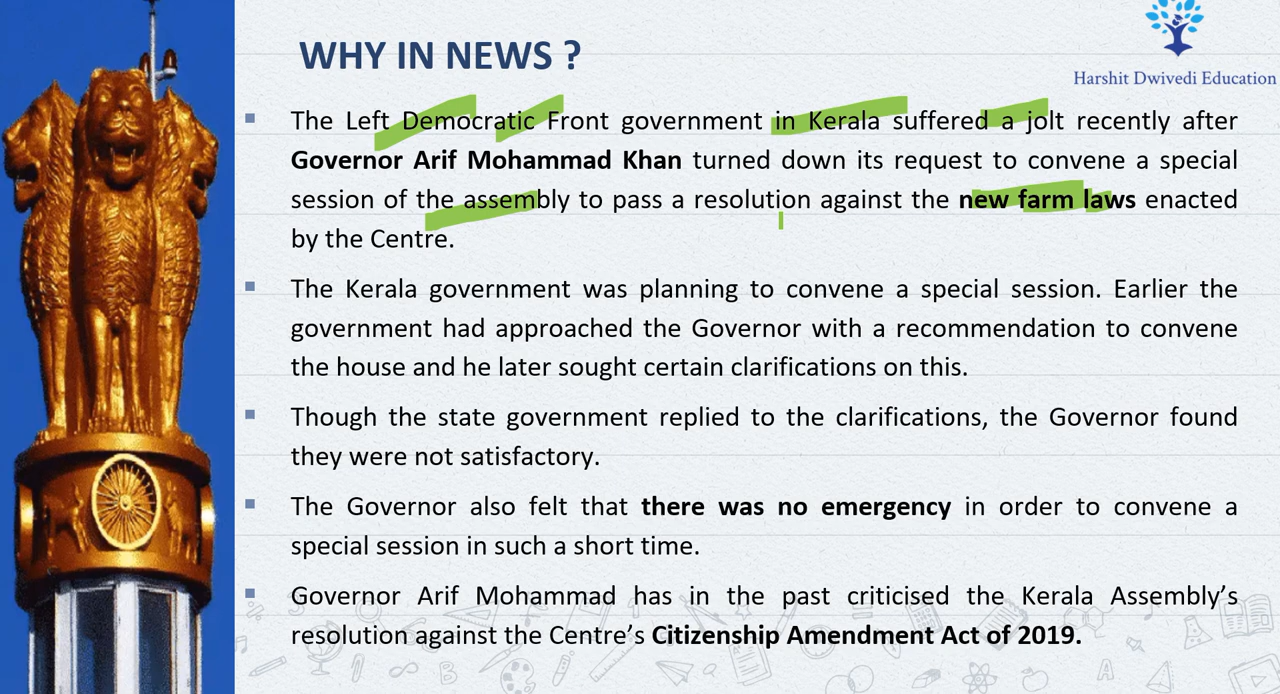 WHY IN NEWS ?
Harshit Dwivedi Education
The Left Democratic Front government in Kerala suffered a jolt recently after
Governor Arif Mohammad Khan turned down its request to convene a special
session of the assembly to pass a resolution against the new farm laws enacted
by the Centre.
The Kerala government was planning to convene a special session. Earlier the
government had approached the Governor with a recommendation to convene
the house and he later sought certain clarifications on this.
Though the state government replied to the clarifications, the Governor found
they were not satisfactory.
The Governor also felt that there was no emergency in order to convene a
special session in such a short time.
Governor Arif Mohammad has in the past criticised the Kerala Assembly’s
resolution against the Centre’s Citizenship Amendment Act of 2019.